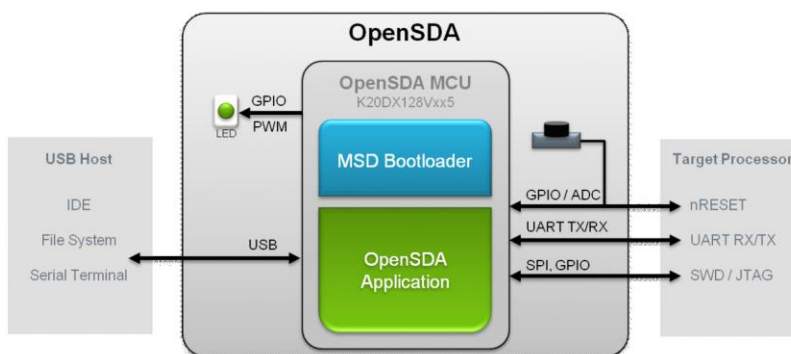 OpenSDA
OpenSDA MCU
K20DX128Vxx5
GPIO
LED
PWM
MSD Bootloader
USB Host
IDE
File System
Serial Terminal
USB
OpenSDA
Application
GPIO / ADC
UART TX/RX
SPI, GPIO
Target Processor
nRESET
UART RX/TX
SWD / JTAG